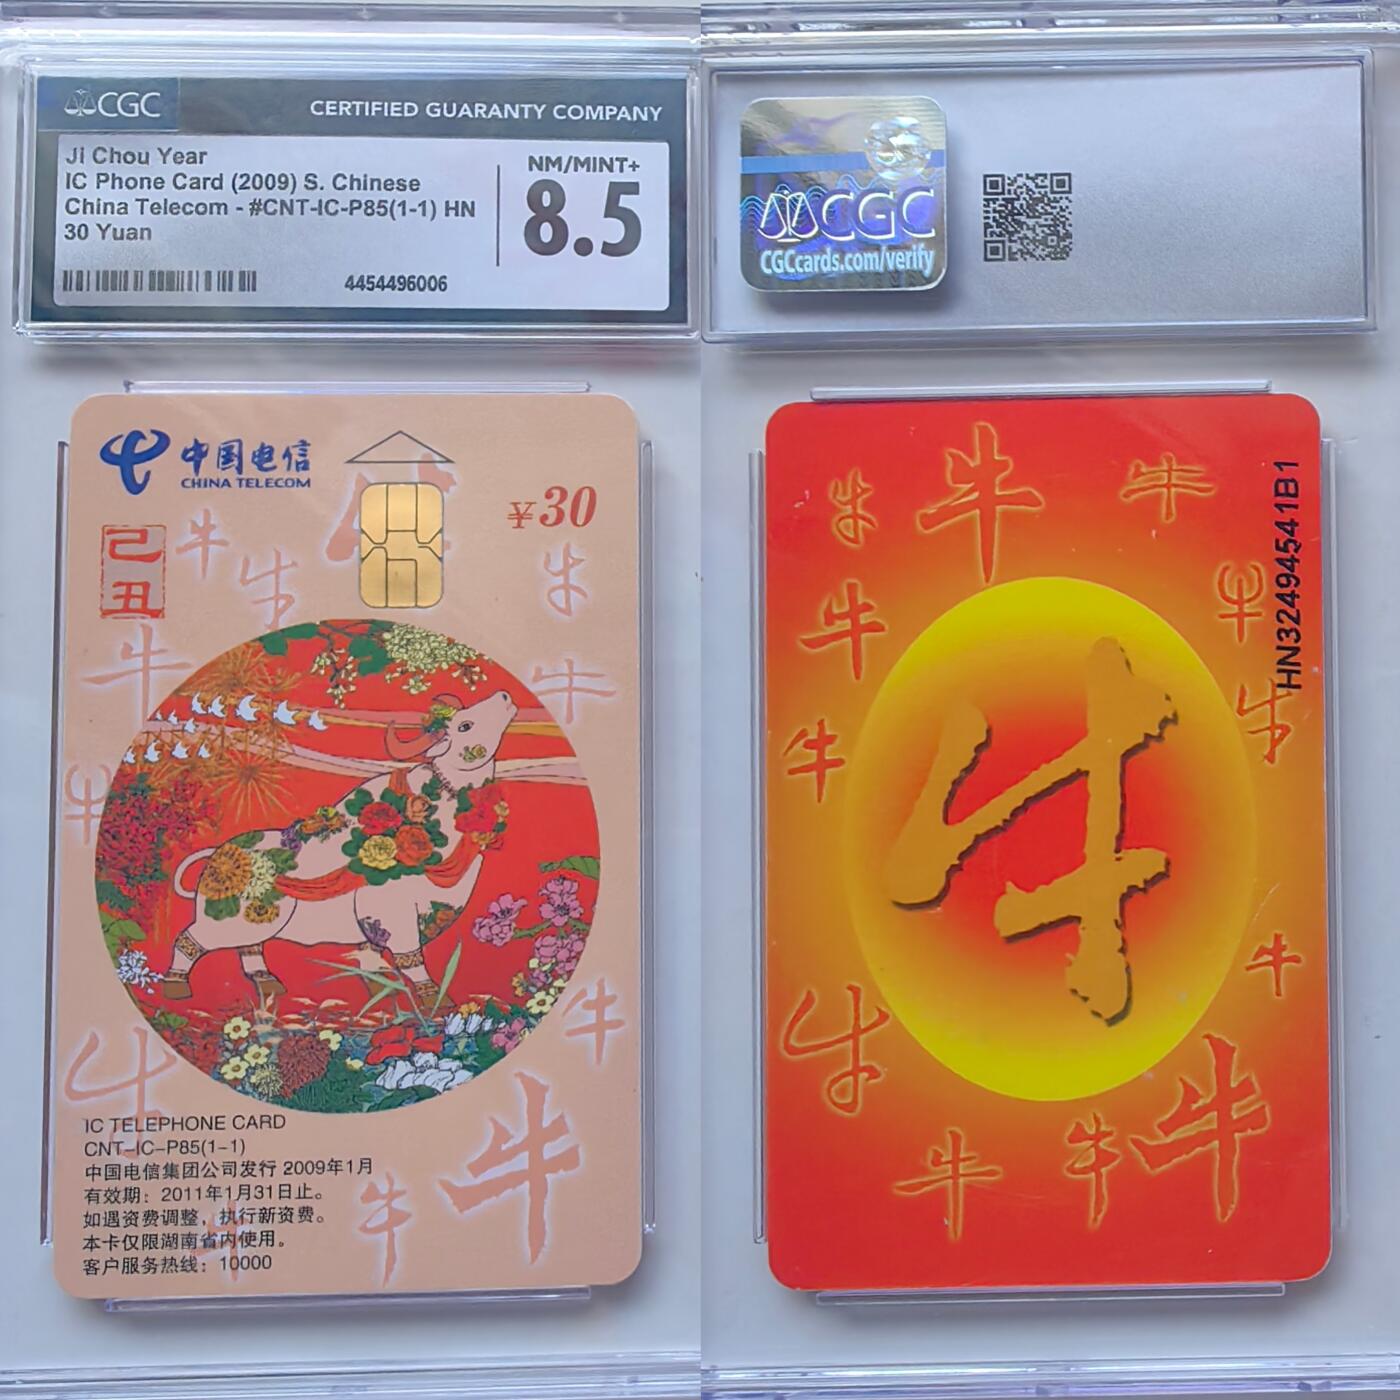 CGC
CERTIFIED GUARANTY COMPANY
Ji Chou Year
IC Phone Card (2009) S. Chinese
China Telecom - #CNT-IC-P85(1-1) HN
30 Yuan
NM/MINT+
8.5
4454496006
中国电信
CHINA TELECOM
¥30
己丑
牛
牛
牛
牛
牛
牛
牛
牛
牛
牛
牛
IC TELEPHONE CARD
CNT-IC-P85(1-1)
中国电信集团公司发行 2009年1月
有效期：2011年1月31日止。
如遇资费调整，执行新资费。
本卡仅限湖南省内使用。
客户服务热线：10000
CGC
CGCcards.com/verify
牛
牛
牛
牛
牛
牛
牛
牛
牛
牛
牛
牛
牛
牛
HN3249454 1B1